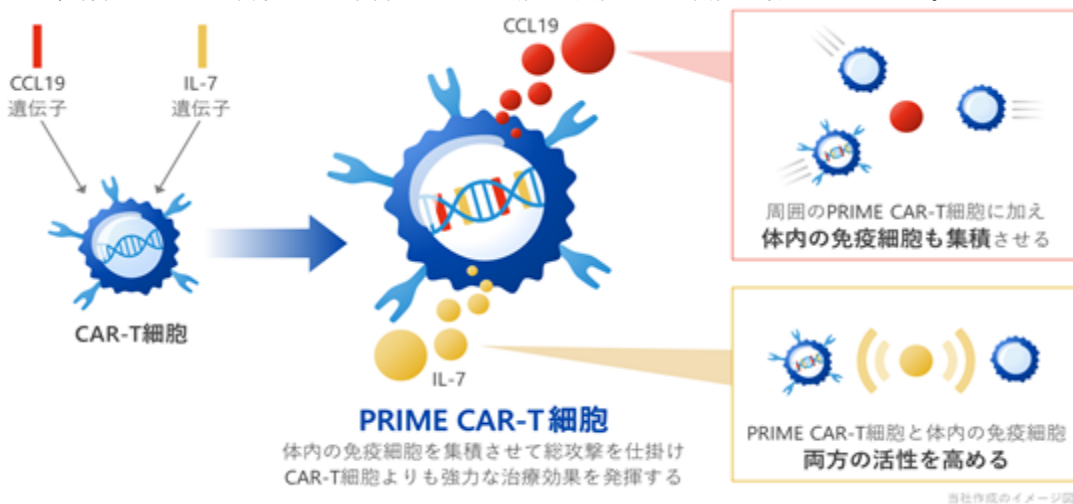 CCL19
遺伝子
IL-7
遺伝子
CAR-T細胞
CCL19
IL-7
PRIME CAR-T細胞
体内の免疫細胞を集積させて総攻撃を仕掛け
CAR-T細胞よりも強力な治療効果を発揮する
周囲のPRIME CAR-T細胞に加え
体内の免疫細胞も集積させる
PRIME CAR-T細胞と体内の免疫細胞
両方の活性を高める
当社作成のイメージ図